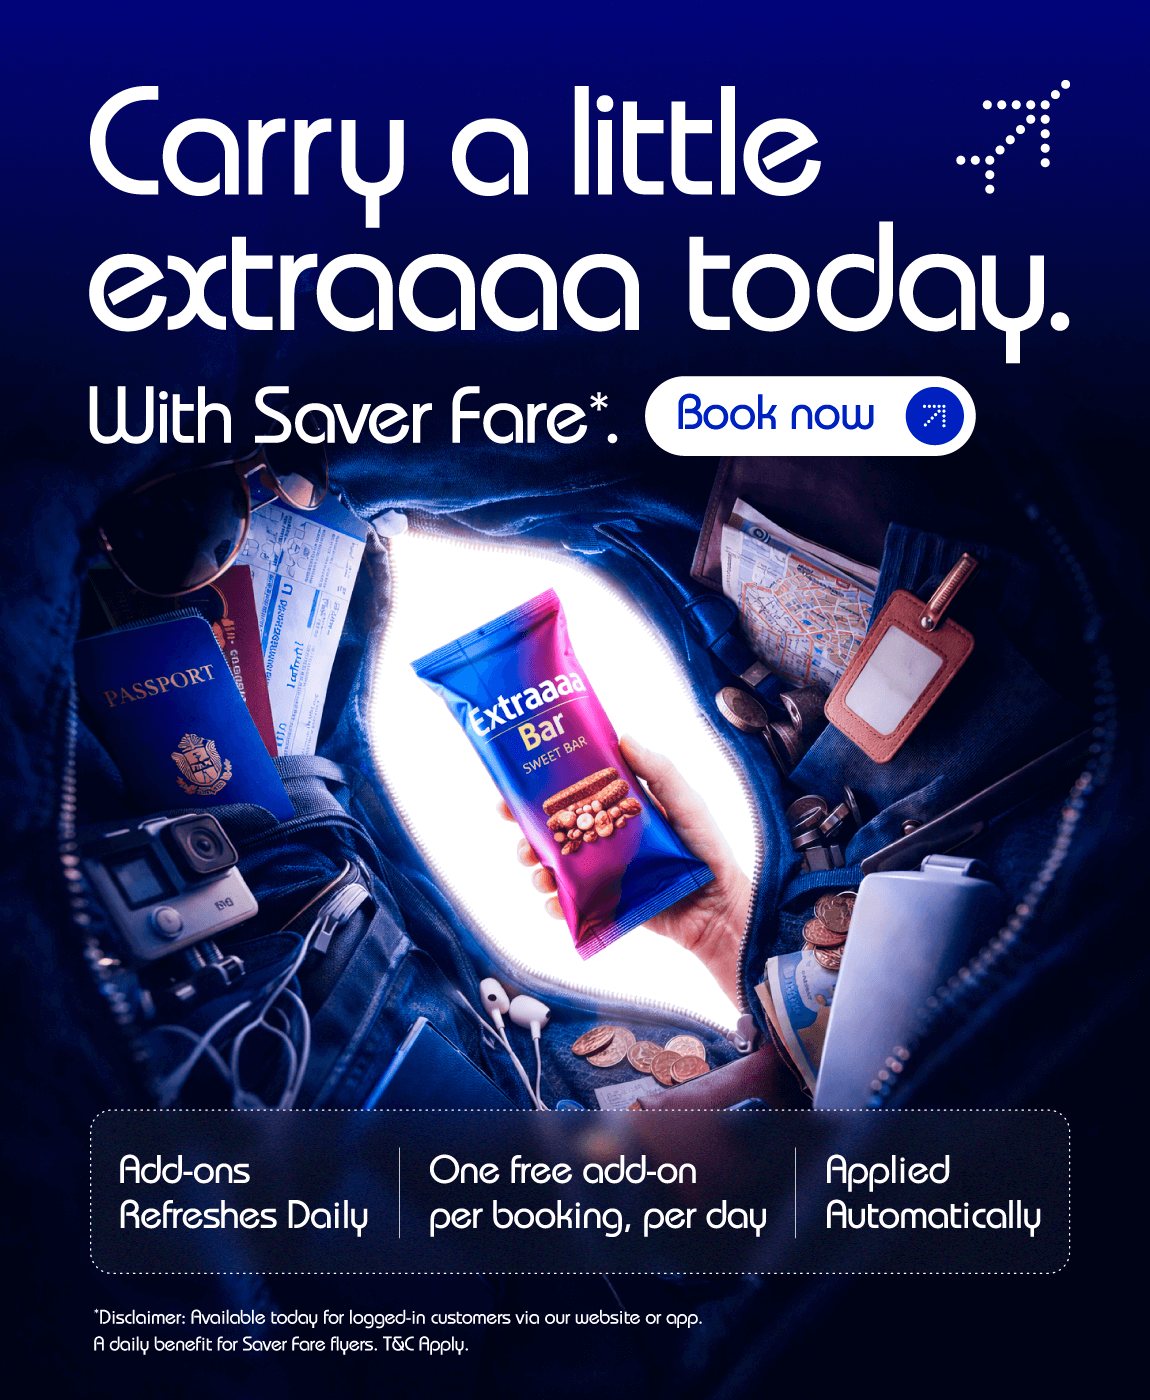 Carry a little
extraaaa today.
With Saver Fare*.
Book now
PASSPORT
Extraaaa
Bar
SWEET BAR
Add-ons
Refreshes Daily
One free add-on
per booking, per day
Applied
Automatically
*Disclaimer: Available today for logged-in customers via our website or app.
A daily benefit for Saver Fare flyers. T&C Apply.